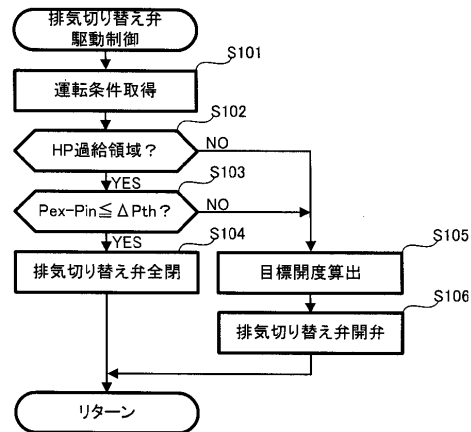 排気切り替え弁
駆動制御
S101
運転条件取得
S102
HP過給領域?
NO
YES
S103
Pex-Pin≦ΔPth?
NO
YES
S104
排気切り替え弁全閉
S105
目標開度算出
S106
排気切り替え弁開弁
リターン